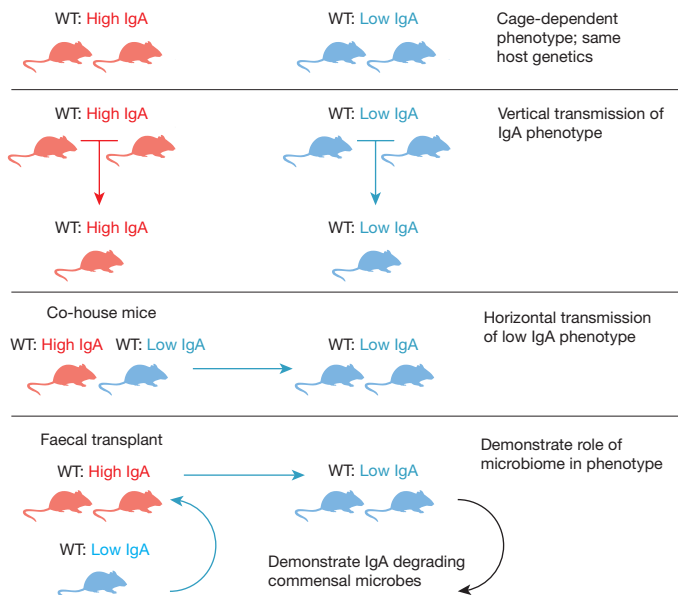 WT: High IgA
WT: Low IgA
Cage-dependent
phenotype; same
host genetics
WT: High IgA
WT: Low IgA
Vertical transmission of
IgA phenotype
WT: High IgA
WT: Low IgA
Co-house mice
Horizontal transmission
of low IgA phenotype
WT: High IgA
WT: Low IgA
WT: Low IgA
Faecal transplant
Demonstrate role of
microbiome in phenotype
WT: High IgA
WT: Low IgA
WT: Low IgA
Demonstrate IgA degrading
commensal microbes